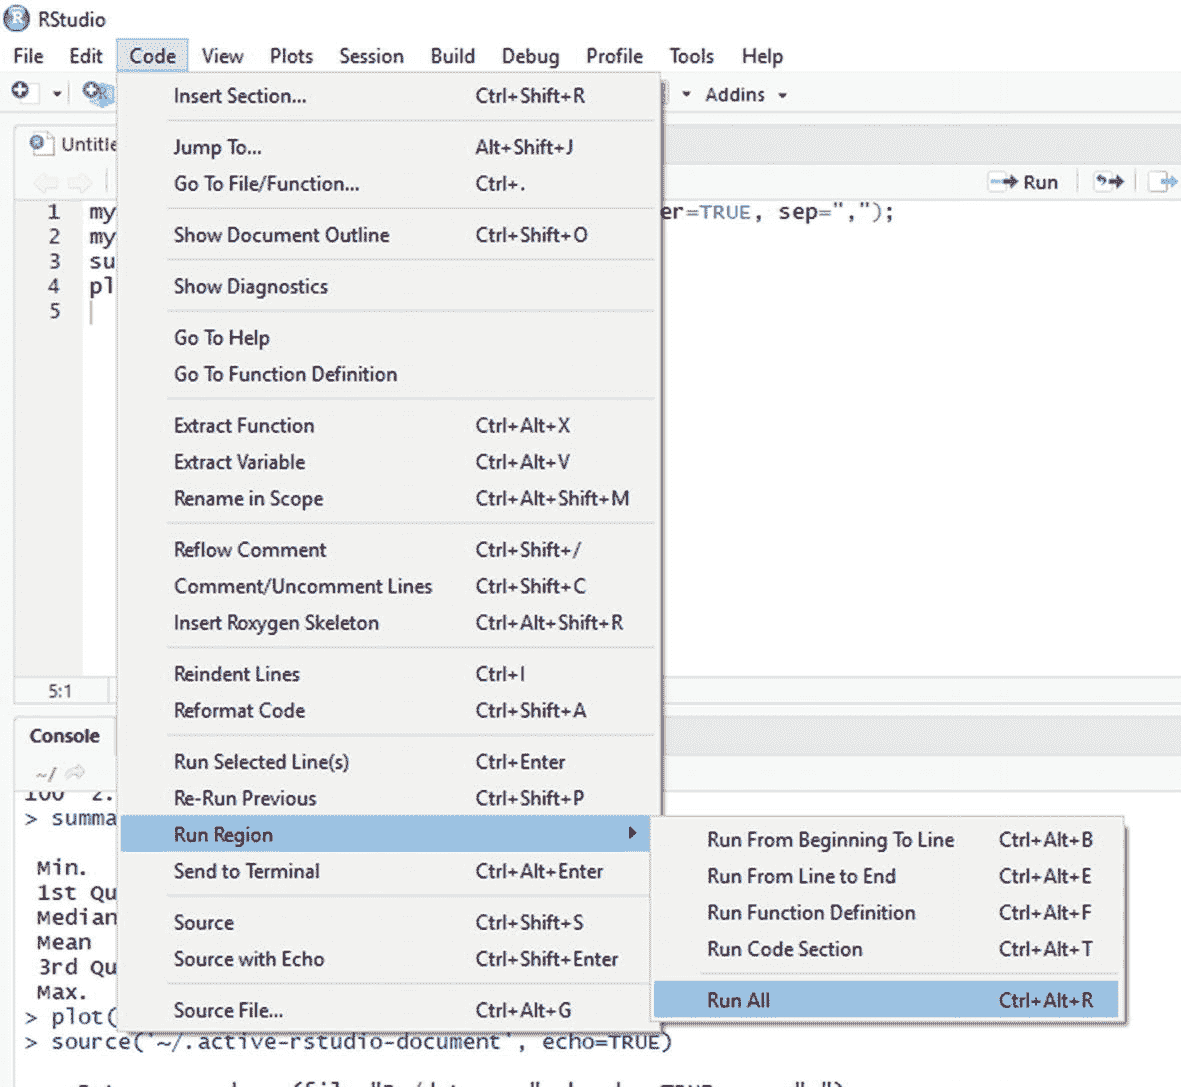 RStudio
File Edit Code View Plots Session Build Debug Profile Tools Help
Addins
Insert Section... Ctrl+Shift+R
Jump To... Alt+Shift+J
Go To File/Function... Ctrl+.
Show Document Outline Ctrl+Shift+O
Show Diagnostics
Go To Help
Go To Function Definition
Extract Function Ctrl+Alt+X
Extract Variable Ctrl+Alt+V
Rename in Scope Ctrl+Alt+Shift+M
Reflow Comment Ctrl+Shift+/
Comment/Uncomment Lines Ctrl+Shift+C
Insert Roxygen Skeleton Ctrl+Alt+Shift+R
Reindent Lines Ctrl+I
Reformat Code Ctrl+Shift+A
Run Selected Line(s) Ctrl+Enter
Re-Run Previous Ctrl+Shift+P
Run Region
Send to Terminal Ctrl+Alt+Enter
Source Ctrl+Shift+S
Source with Echo Ctrl+Shift+Enter
Source File... Ctrl+Alt+G
Run From Beginning To Line Ctrl+Alt+B
Run From Line to End Ctrl+Alt+E
Run Function Definition Ctrl+Alt+F
Run Code Section Ctrl+Alt+T
Run All Ctrl+Alt+R
Untitle
Run
1 my er=TRUE, sep=",");
2 my
3 su
4 pl
5
5:1
Console
~/
100 2.
> summa
Min.
1st Qu
Median
Mean
3rd Qu
Max.
> plot(
> source('~/.active-rstudio-document', echo=TRUE)